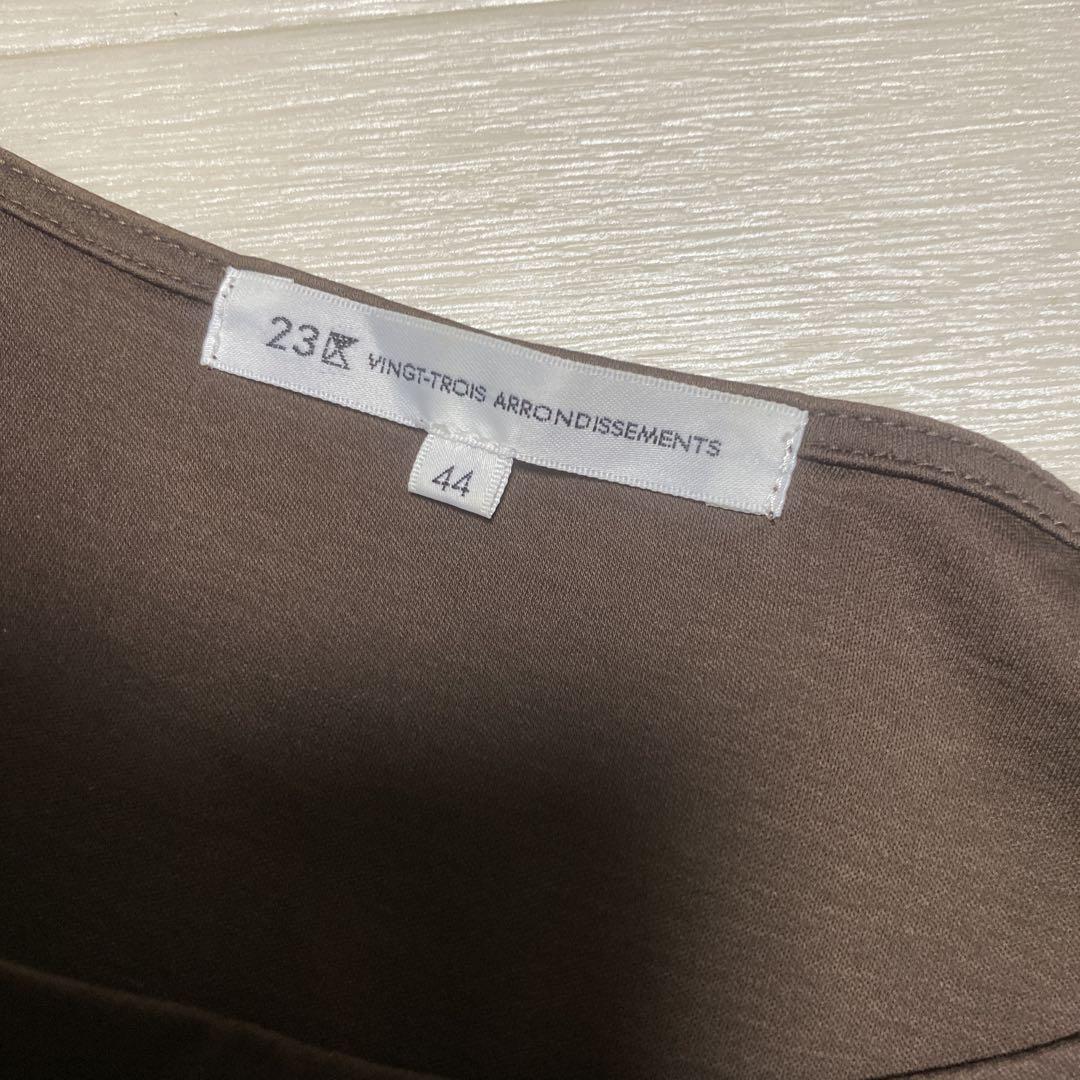 23区 VINGT-TROIS ARRONDISSEMENTS
44